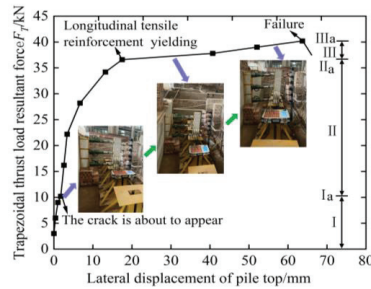 Trapezoidal thrust load resultant forceF_T/kN
45
40
35
30
25
20
15
10
5
0
Longitudinal tensile
reinforcement yielding
Failure
IIIa
III
IIa
II
Ia
I
The crack is about to appear
0 10 20 30 40 50 60 70 80
Lateral displacement of pile top/mm